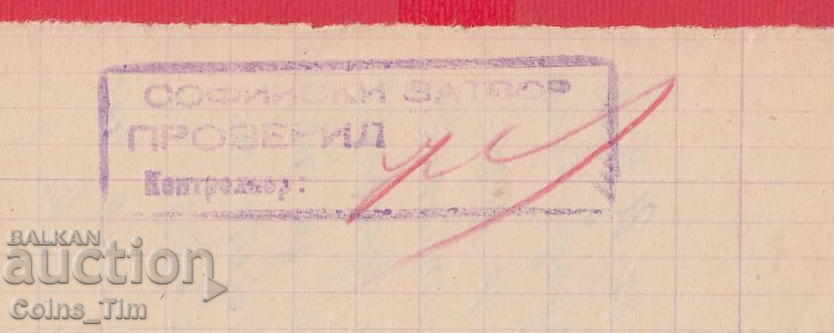 СОФИЙСКИ ЗАТВОР
ПРОВЕРИЛ
Контрольор:
BALKAN
auction
Coins_Tim